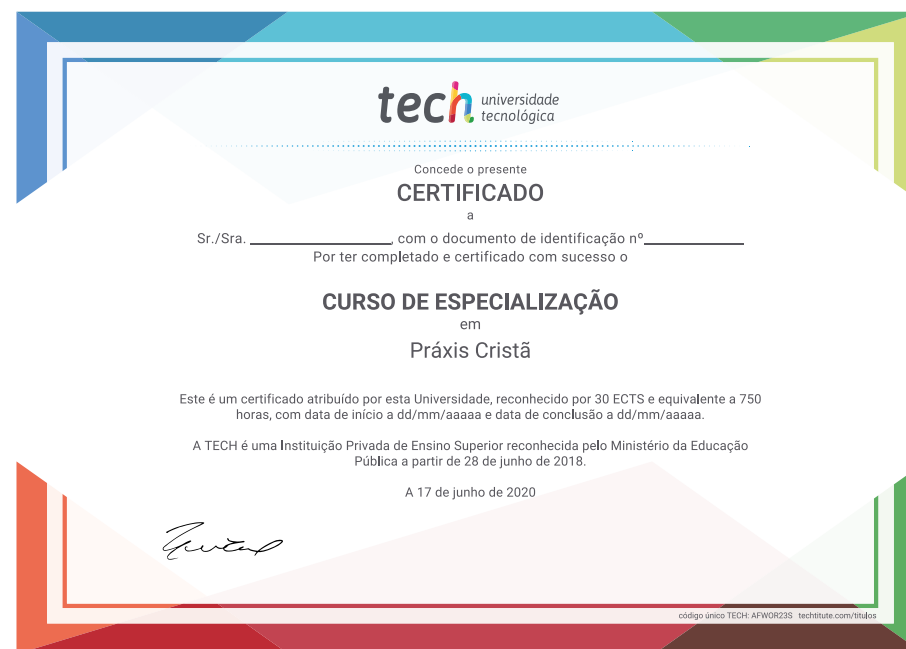 tech universidade
tecnológica
Concede o presente
CERTIFICADO
a
Sr./Sra. ________________, com o documento de identificação nº____________
Por ter completado e certificado com sucesso o
CURSO DE ESPECIALIZAÇÃO
em
Práxis Cristã
Este é um certificado atribuído por esta Universidade, reconhecido por 30 ECTS e equivalente a 750
horas, com data de início a dd/mm/aaaaa e data de conclusão a dd/mm/aaaaa.
A TECH é uma Instituição Privada de Ensino Superior reconhecida pelo Ministério da Educação
Pública a partir de 28 de junho de 2018.
A 17 de junho de 2020
código único TECH: AFWOR23S techtitute.com/titulos